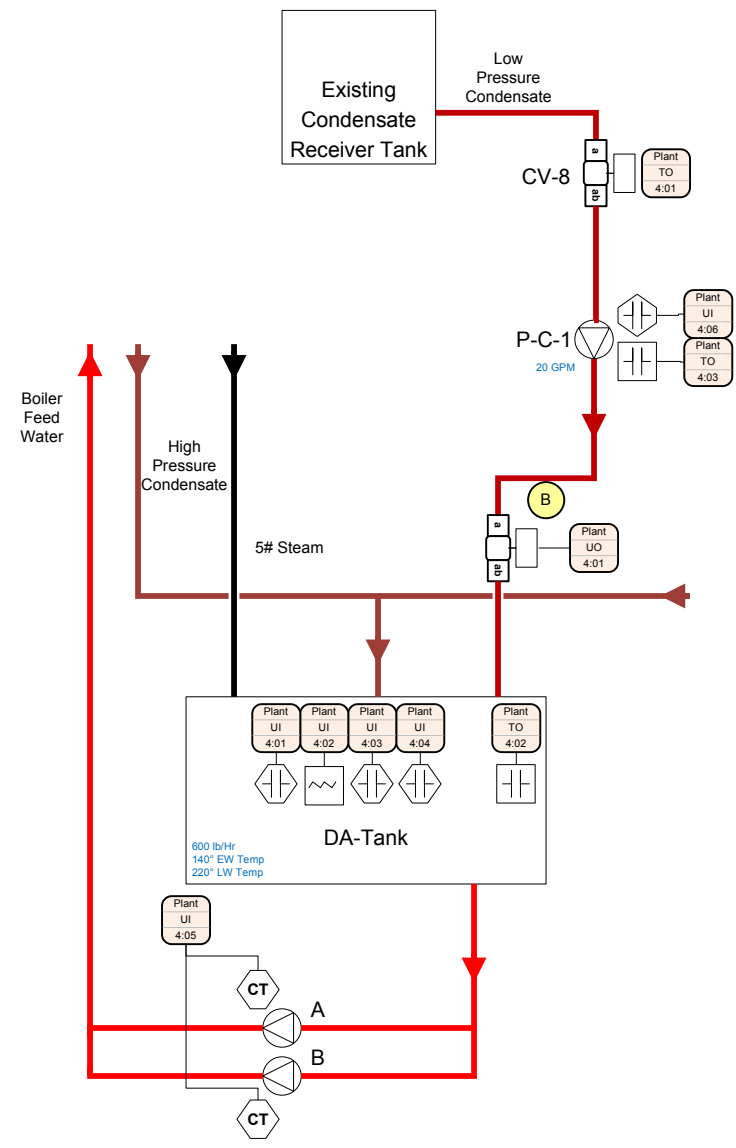 Low
Pressure
Condensate
Existing
Condensate
Receiver Tank
a
CV-8
ab
Plant
TO
4:01
P-C-1
20 GPM
Plant
UI
4:06
Plant
TO
4:03
Boiler
Feed
Water
High
Pressure
Condensate
5# Steam
B
a
ab
Plant
UO
4:01
Plant
UI
4:01
Plant
UI
4:02
Plant
UI
4:03
Plant
UI
4:04
Plant
TO
4:02
DA-Tank
600 lb/Hr
140° EW Temp
220° LW Temp
Plant
UI
4:05
CT
A
B
CT